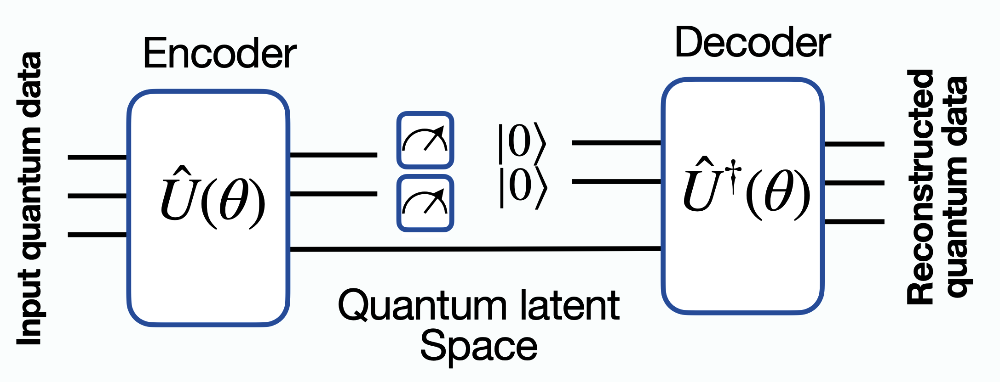 Input quantum data
Encoder
Û(θ)
|0⟩
|0⟩
Quantum latent
Space
Decoder
Û†(θ)
Reconstructed
quantum data